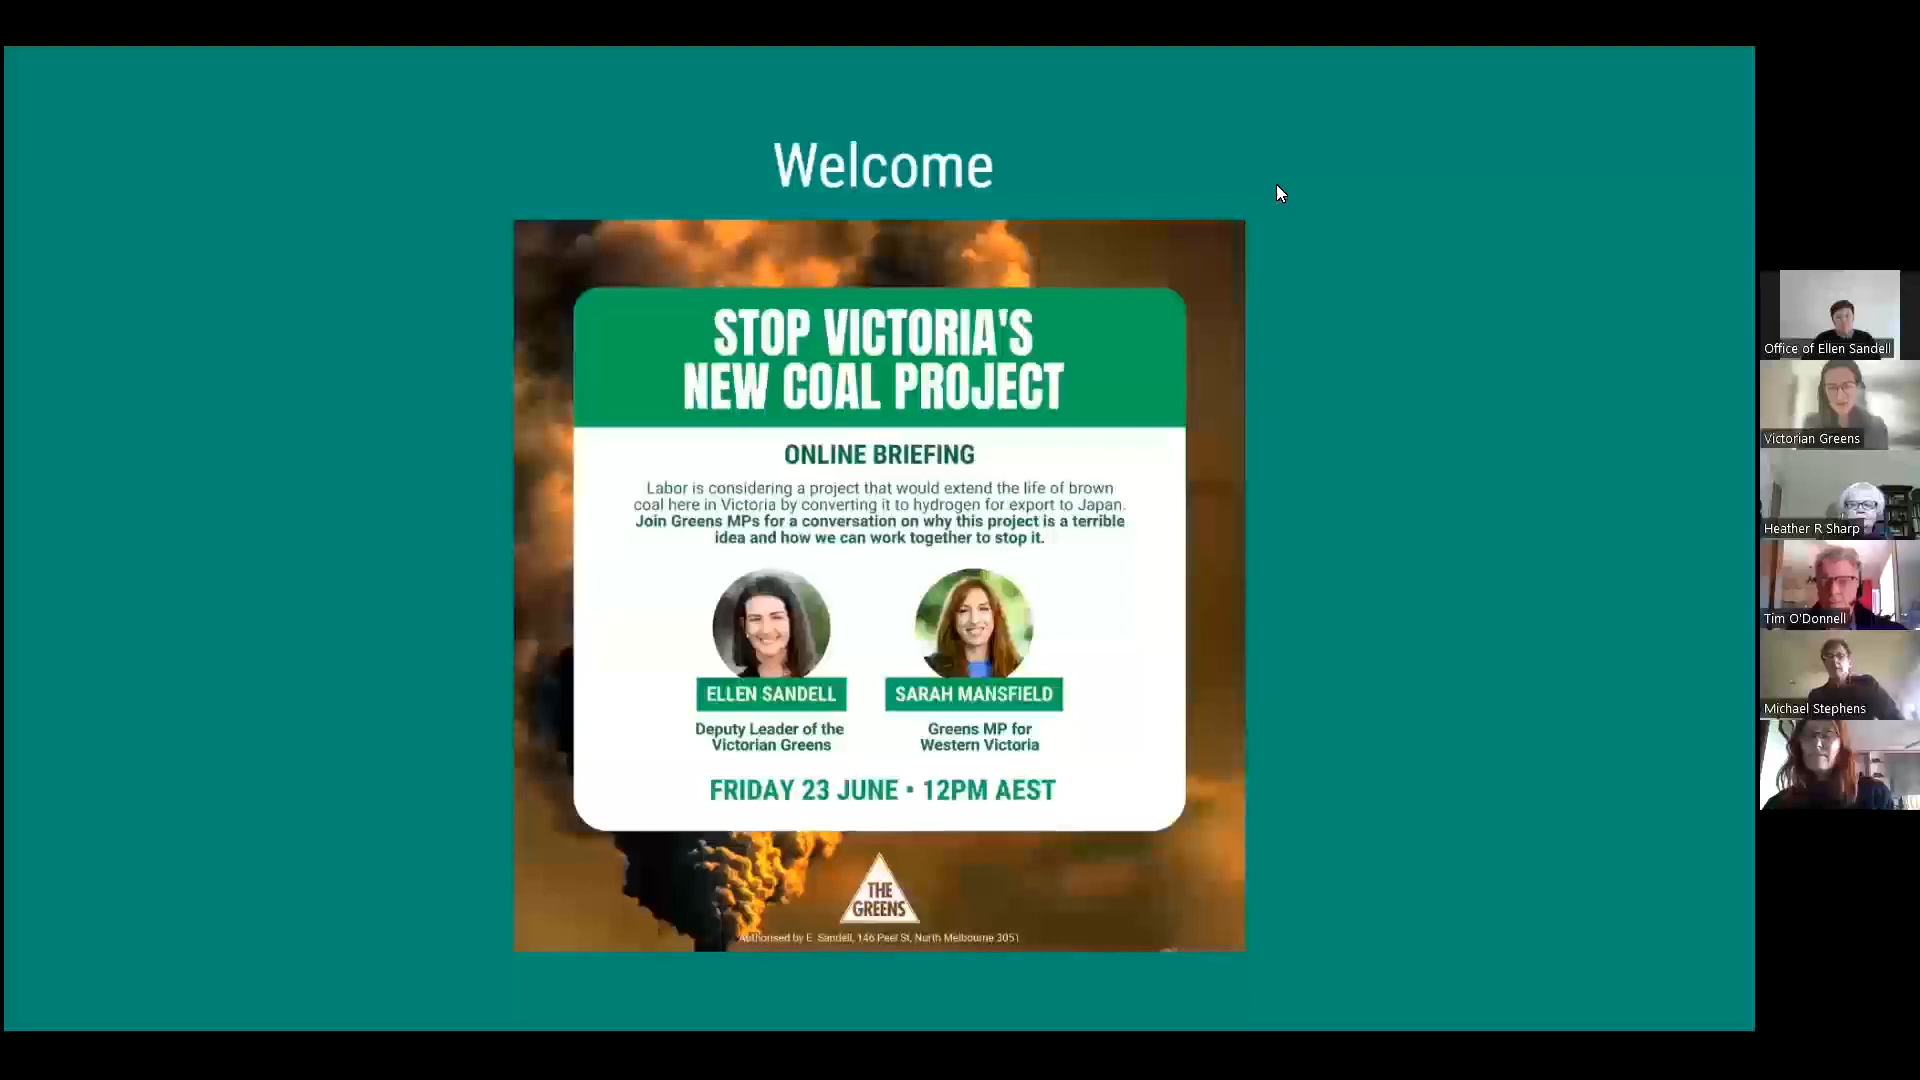 Welcome
STOP VICTORIA'S
NEW COAL PROJECT
ONLINE BRIEFING
Labor is considering a project that would extend the life of brown
coal here in Victoria by converting it to hydrogen for export to Japan.
Join Greens MPs for a conversation on why this project is a terrible
idea and how we can work together to stop it.
ELLEN SANDELL
Deputy Leader of the
Victorian Greens
SARAH MANSFIELD
Greens MP for
Western Victoria
FRIDAY 23 JUNE • 12PM AEST
THE
GREENS
Authorised by E. Sandell, 146 Peel St, North Melbourne 3051
Office of Ellen Sandell
Victorian Greens
Heather R Sharp
Tim O'Donnell
Michael Stephens